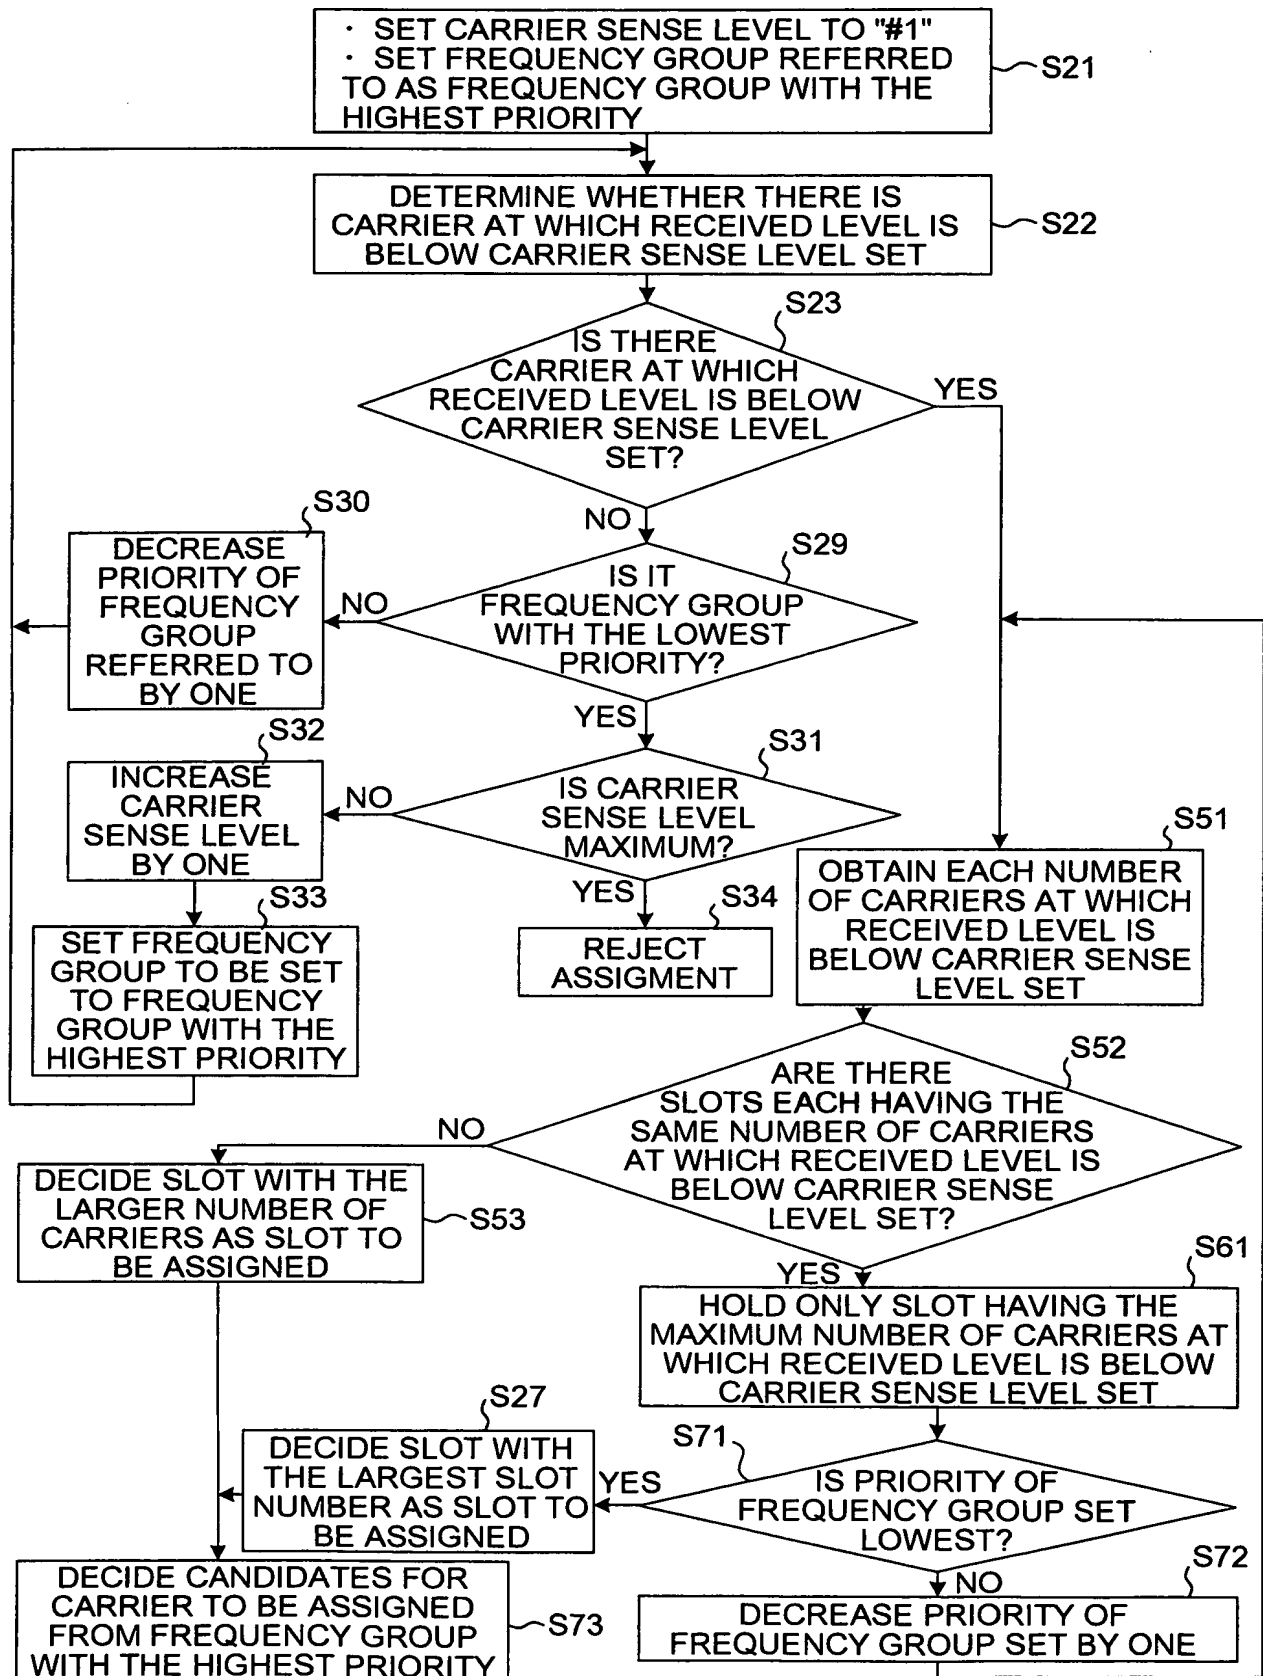 · SET CARRIER SENSE LEVEL TO "#1"
· SET FREQUENCY GROUP REFERRED
TO AS FREQUENCY GROUP WITH THE
HIGHEST PRIORITY
S21
DETERMINE WHETHER THERE IS
CARRIER AT WHICH RECEIVED LEVEL IS
BELOW CARRIER SENSE LEVEL SET
S22
S23
IS THERE
CARRIER AT WHICH
RECEIVED LEVEL IS BELOW
CARRIER SENSE LEVEL
SET?
YES
NO
S30
DECREASE
PRIORITY OF
FREQUENCY
GROUP
REFERRED TO
BY ONE
NO
S29
IS IT
FREQUENCY GROUP
WITH THE LOWEST
PRIORITY?
YES
S32
INCREASE
CARRIER
SENSE LEVEL
BY ONE
NO
S31
IS CARRIER
SENSE LEVEL
MAXIMUM?
YES
S33
SET FREQUENCY
GROUP TO BE SET
TO FREQUENCY
GROUP WITH THE
HIGHEST PRIORITY
S34
REJECT
ASSIGMENT
S51
OBTAIN EACH NUMBER
OF CARRIERS AT WHICH
RECEIVED LEVEL IS
BELOW CARRIER SENSE
LEVEL SET
S52
ARE THERE
SLOTS EACH HAVING THE
SAME NUMBER OF CARRIERS
AT WHICH RECEIVED LEVEL IS
BELOW CARRIER SENSE
LEVEL SET?
NO
YES
DECIDE SLOT WITH THE
LARGER NUMBER OF
CARRIERS AS SLOT TO
BE ASSIGNED
S53
S61
HOLD ONLY SLOT HAVING THE
MAXIMUM NUMBER OF CARRIERS AT
WHICH RECEIVED LEVEL IS BELOW
CARRIER SENSE LEVEL SET
S27
DECIDE SLOT WITH
THE LARGEST SLOT
NUMBER AS SLOT TO
BE ASSIGNED
YES
S71
IS PRIORITY OF
FREQUENCY GROUP SET
LOWEST?
NO
S72
DECREASE PRIORITY OF
FREQUENCY GROUP SET BY ONE
DECIDE CANDIDATES FOR
CARRIER TO BE ASSIGNED
FROM FREQUENCY GROUP
WITH THE HIGHEST PRIORITY
S73